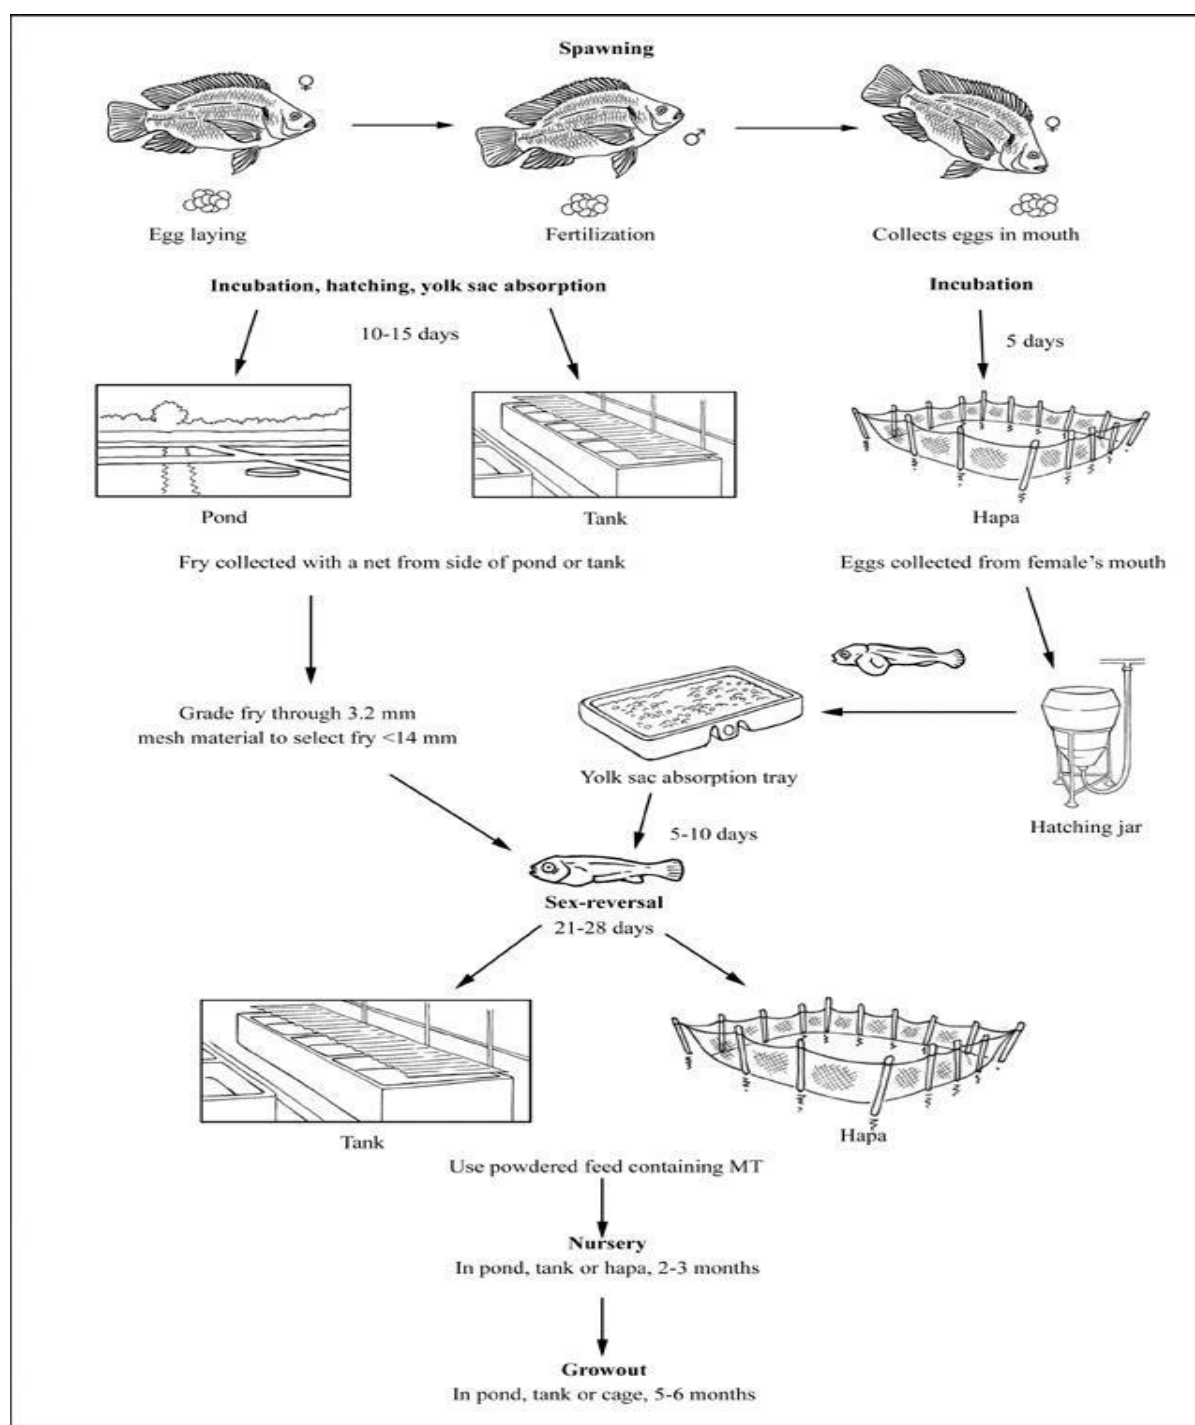 Spawning
♀
♂
♀
Egg laying
Fertilization
Collects eggs in mouth
Incubation, hatching, yolk sac absorption
Incubation
10-15 days
5 days
Pond
Tank
Hapa
Fry collected with a net from side of pond or tank
Eggs collected from female's mouth
Grade fry through 3.2 mm
mesh material to select fry <14 mm
Yolk sac absorption tray
Hatching jar
5-10 days
Sex-reversal
21-28 days
Tank
Hapa
Use powdered feed containing MT
Nursery
In pond, tank or hapa, 2-3 months
Growout
In pond, tank or cage, 5-6 months